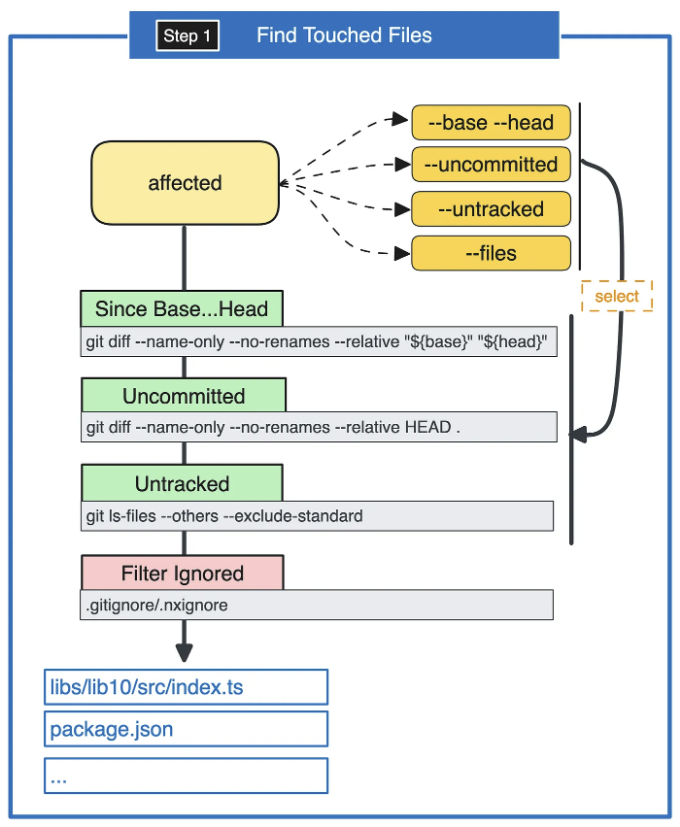 Step 1 Find Touched Files
affected
--base --head
--uncommitted
--untracked
--files
select
Since Base...Head
git diff --name-only --no-renames --relative "${base}" "${head}"
Uncommitted
git diff --name-only --no-renames --relative HEAD .
Untracked
git ls-files --others --exclude-standard
Filter Ignored
.gitignore/.nxignore
libs/lib10/src/index.ts
package.json
...